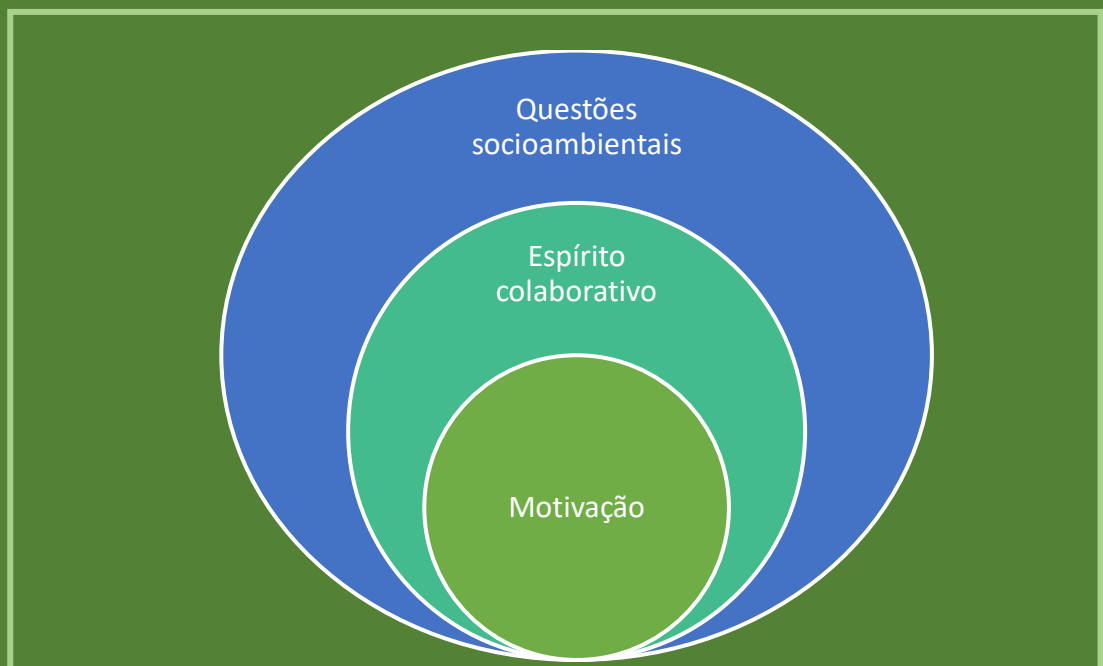 Questões
socioambientais
Espírito
colaborativo
Motivação